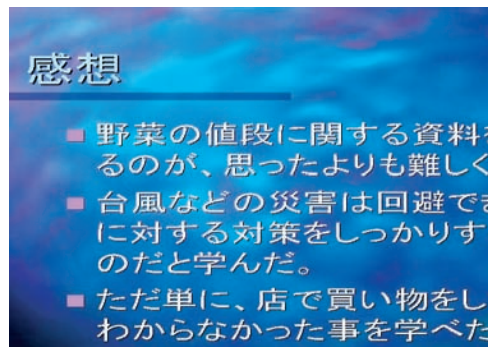 感想
野菜の値段に関する資料
るのが、思ったよりも難しく
台風などの災害は回避でき
に対する対策をしっかりす
のだと学んだ。
ただ単に、店で買い物をし
わからなかった事を学べた